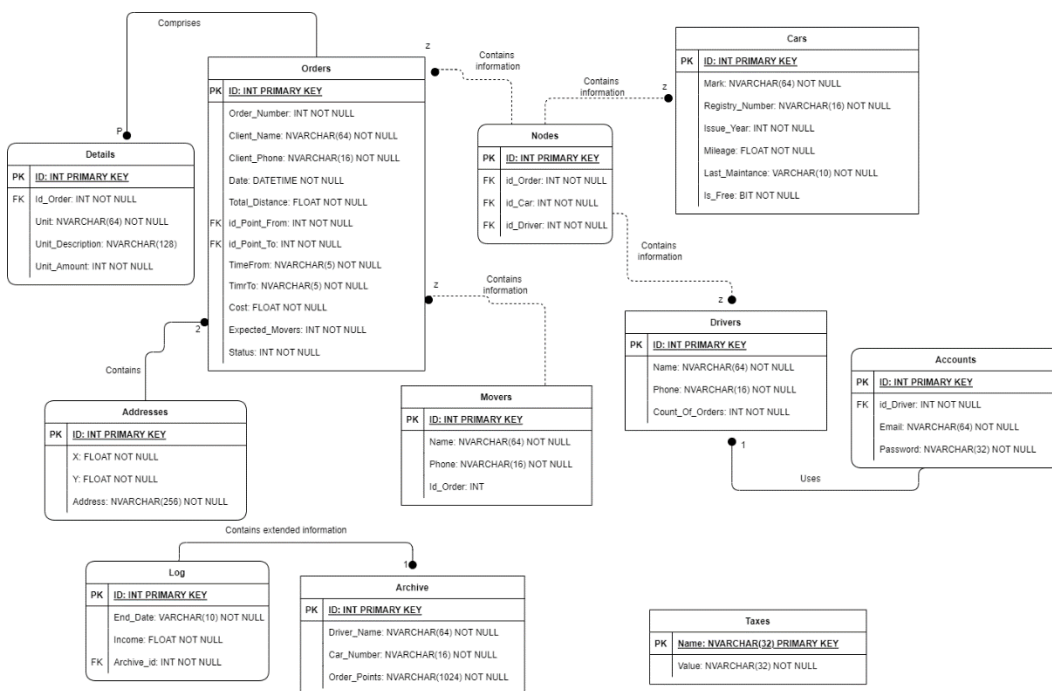 Comprises
z
Contains
information
Contains
information
z
Cars
PK ID: INT PRIMARY KEY
Mark: NVARCHAR(64) NOT NULL
Registry_Number: NVARCHAR(16) NOT NULL
Issue_Year: INT NOT NULL
Mileage: FLOAT NOT NULL
Last_Maintance: VARCHAR(10) NOT NULL
Is_Free: BIT NOT NULL
Orders
PK ID: INT PRIMARY KEY
Order_Number: INT NOT NULL
Client_Name: NVARCHAR(64) NOT NULL
Client_Phone: NVARCHAR(16) NOT NULL
Date: DATETIME NOT NULL
Total_Distance: FLOAT NOT NULL
FK id_Point_From: INT NOT NULL
FK id_Point_To: INT NOT NULL
TimeFrom: NVARCHAR(5) NOT NULL
TimrTo: NVARCHAR(5) NOT NULL
Cost: FLOAT NOT NULL
Expected_Movers: INT NOT NULL
Status: INT NOT NULL
P
Details
PK ID: INT PRIMARY KEY
FK Id_Order: INT NOT NULL
Unit: NVARCHAR(64) NOT NULL
Unit_Description: NVARCHAR(128)
Unit_Amount: INT NOT NULL
Nodes
PK ID: INT PRIMARY KEY
FK id_Order: INT NOT NULL
FK id_Car: INT NOT NULL
FK id_Driver: INT NOT NULL
Contains
information
z
z
Contains
information
2
Contains
Drivers
PK ID: INT PRIMARY KEY
Name: NVARCHAR(64) NOT NULL
Phone: NVARCHAR(16) NOT NULL
Count_Of_Orders: INT NOT NULL
1
Accounts
PK ID: INT PRIMARY KEY
FK id_Driver: INT NOT NULL
Email: NVARCHAR(64) NOT NULL
Password: NVARCHAR(32) NOT NULL
Uses
Addresses
PK ID: INT PRIMARY KEY
X: FLOAT NOT NULL
Y: FLOAT NOT NULL
Address: NVARCHAR(256) NOT NULL
Movers
PK ID: INT PRIMARY KEY
Name: NVARCHAR(64) NOT NULL
Phone: NVARCHAR(16) NOT NULL
Id_Order: INT
Contains extended information
1
Log
PK ID: INT PRIMARY KEY
End_Date: VARCHAR(10) NOT NULL
Income: FLOAT NOT NULL
FK Archive_id: INT NOT NULL
Archive
PK ID: INT PRIMARY KEY
Driver_Name: NVARCHAR(64) NOT NULL
Car_Number: NVARCHAR(16) NOT NULL
Order_Points: NVARCHAR(1024) NOT NULL
Taxes
PK Name: NVARCHAR(32) PRIMARY KEY
Value: NVARCHAR(32) NOT NULL